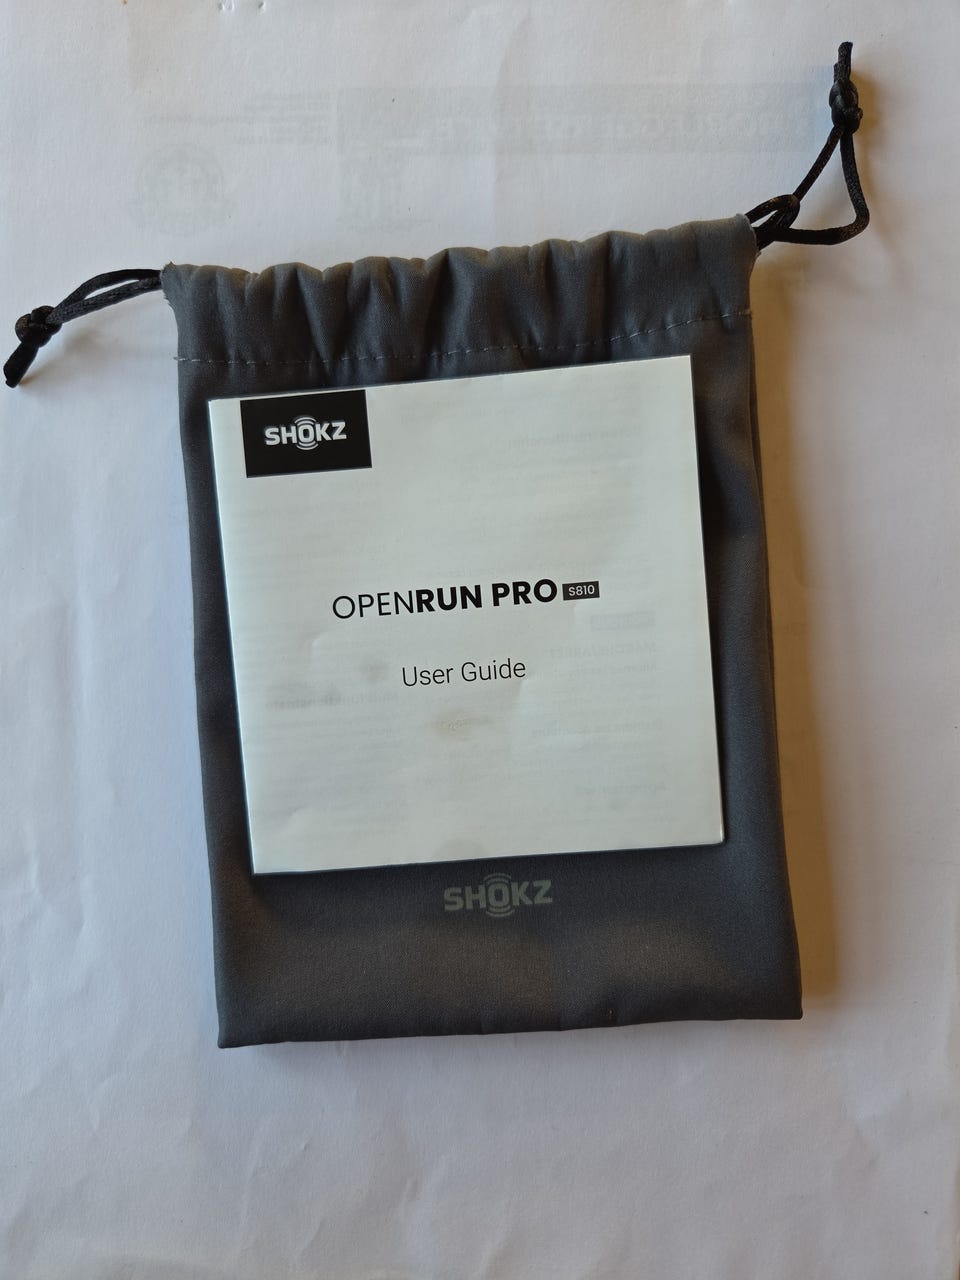 SHOKZ
OPENRUN PRO S810
User Guide
SHOKZ